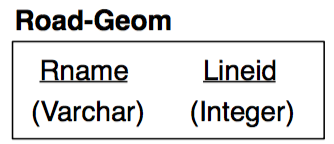 Road-Geom
Rname Lineid
(Varchar) (Integer)